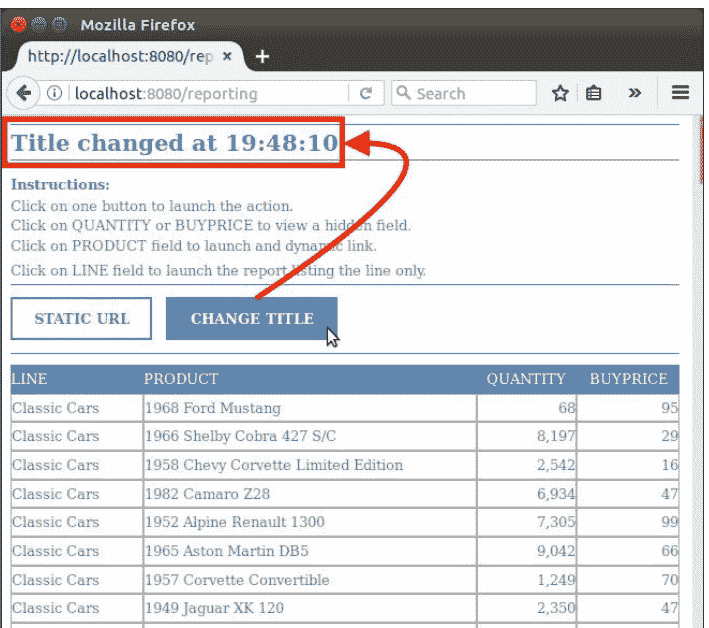 Mozilla Firefox
http://localhost:8080/rep × +
localhost:8080/reporting Search
Title changed at 19:48:10
Instructions:
Click on one button to launch the action.
Click on QUANTITY or BUYPRICE to view a hidden field.
Click on PRODUCT field to launch and dynamic link.
Click on LINE field to launch the report listing the line only.
STATIC URL CHANGE TITLE
LINE PRODUCT QUANTITY BUYPRICE
Classic Cars 1968 Ford Mustang 68 95
Classic Cars 1966 Shelby Cobra 427 S/C 8,197 29
Classic Cars 1958 Chevy Corvette Limited Edition 2,542 16
Classic Cars 1982 Camaro Z28 6,934 47
Classic Cars 1952 Alpine Renault 1300 7,305 99
Classic Cars 1965 Aston Martin DB5 9,042 66
Classic Cars 1957 Corvette Convertible 1,249 70
Classic Cars 1949 Jaguar XK 120 2,350 47